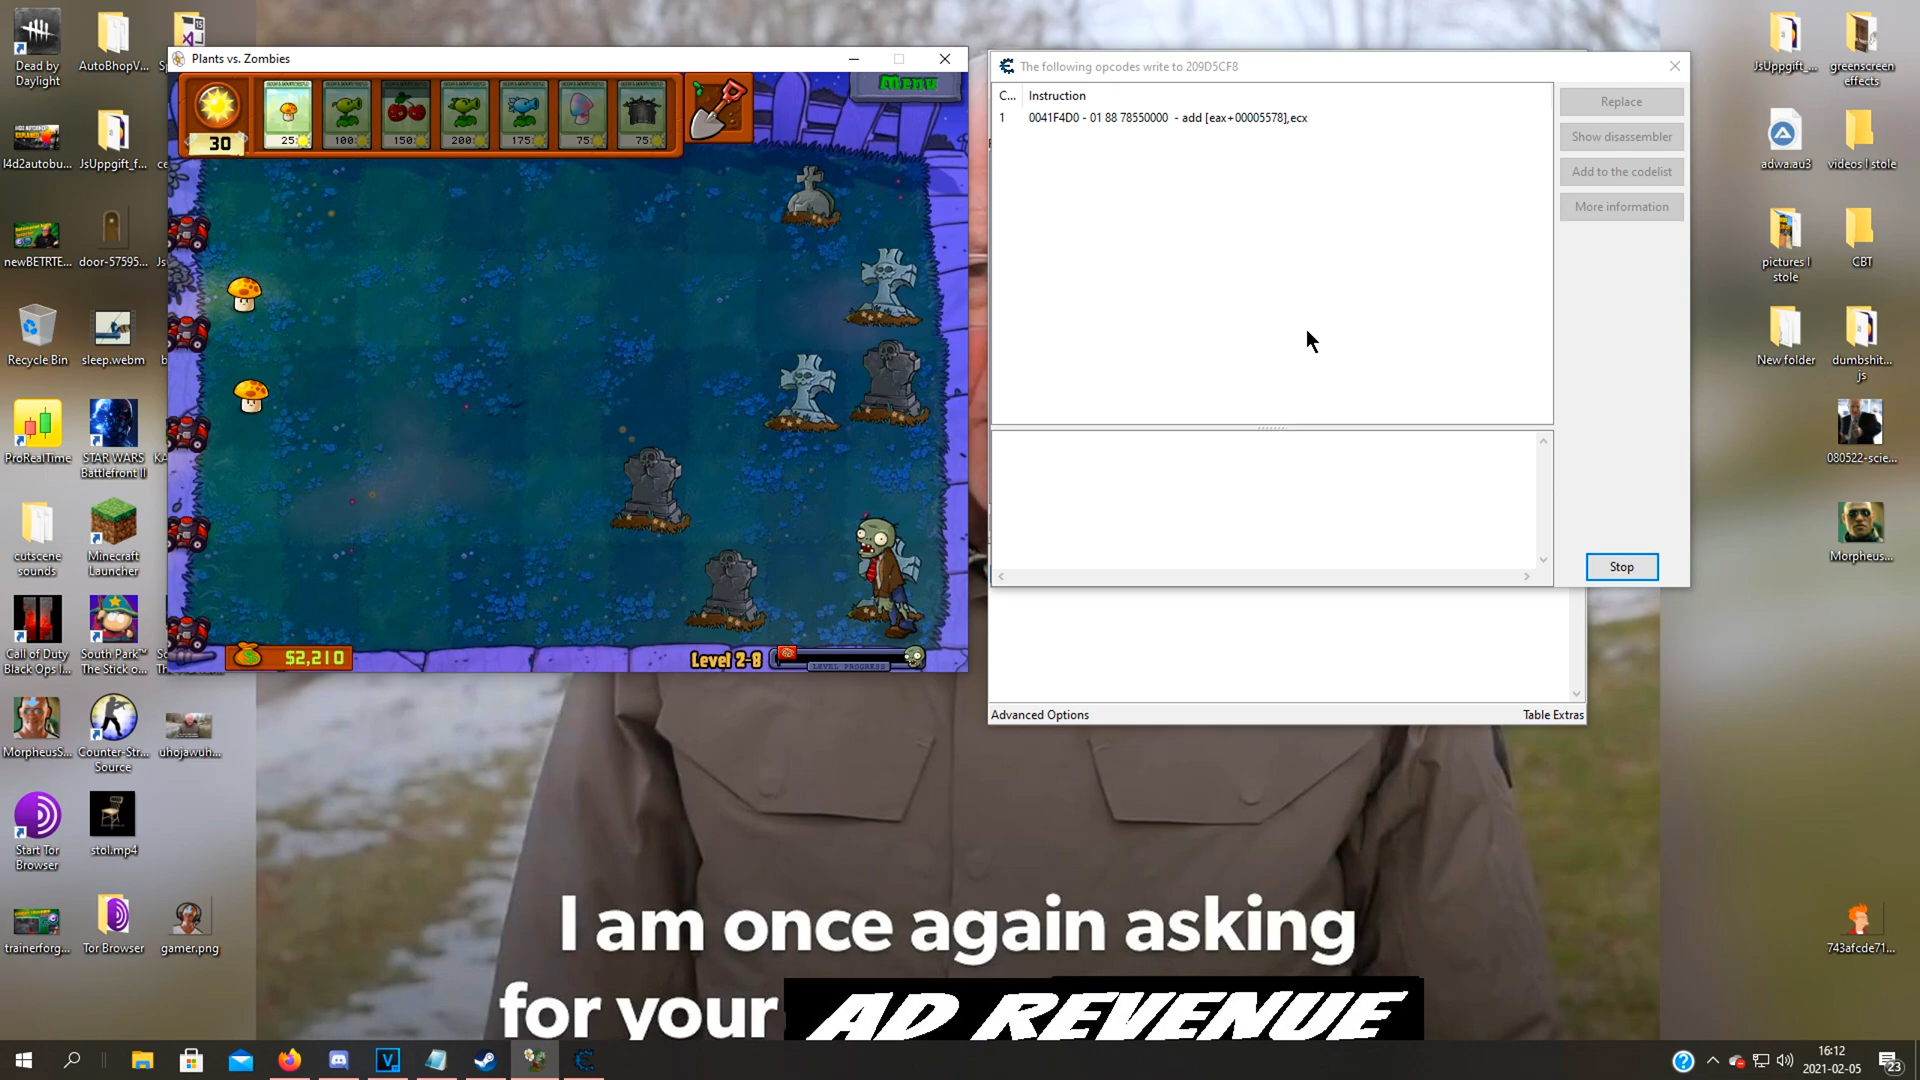 Dead by
Daylight
AutoBhopV...
Plants vs. Zombies
Menu
30
25
100
150
200
175
75
75
$2,210
Level 2-8
LEVEL PROGRESS
The following opcodes write to 209D5CF8
C...
Instruction
1
0041F4D0 - 01 88 78550000 - add [eax+00005578],ecx
Replace
Show disassembler
Add to the codelist
More information
Stop
Advanced Options
Table Extras
l4d2autobu...
JsUppgift_f...
newBETRTE...
door-57595...
Recycle Bin
sleep.webm
ProRealTime
STAR WARS
Battlefront II
cutscene
sounds
Minecraft
Launcher
Call of Duty
Black Ops I...
South Park™
The Stick o...
MorpheusS...
Counter-Str...
Source
uhojawuh...
Start Tor
Browser
stol.mp4
trainerforg...
Tor Browser
gamer.png
JsUppgift_...
greenscreen
effects
adwa.au3
videos I stole
pictures I
stole
CBT
New folder
dumbshit...
js
080522-scie...
Morpheus...
743afcde71...
I am once again asking
for your AD REVENUE
16:12
2021-02-05
23